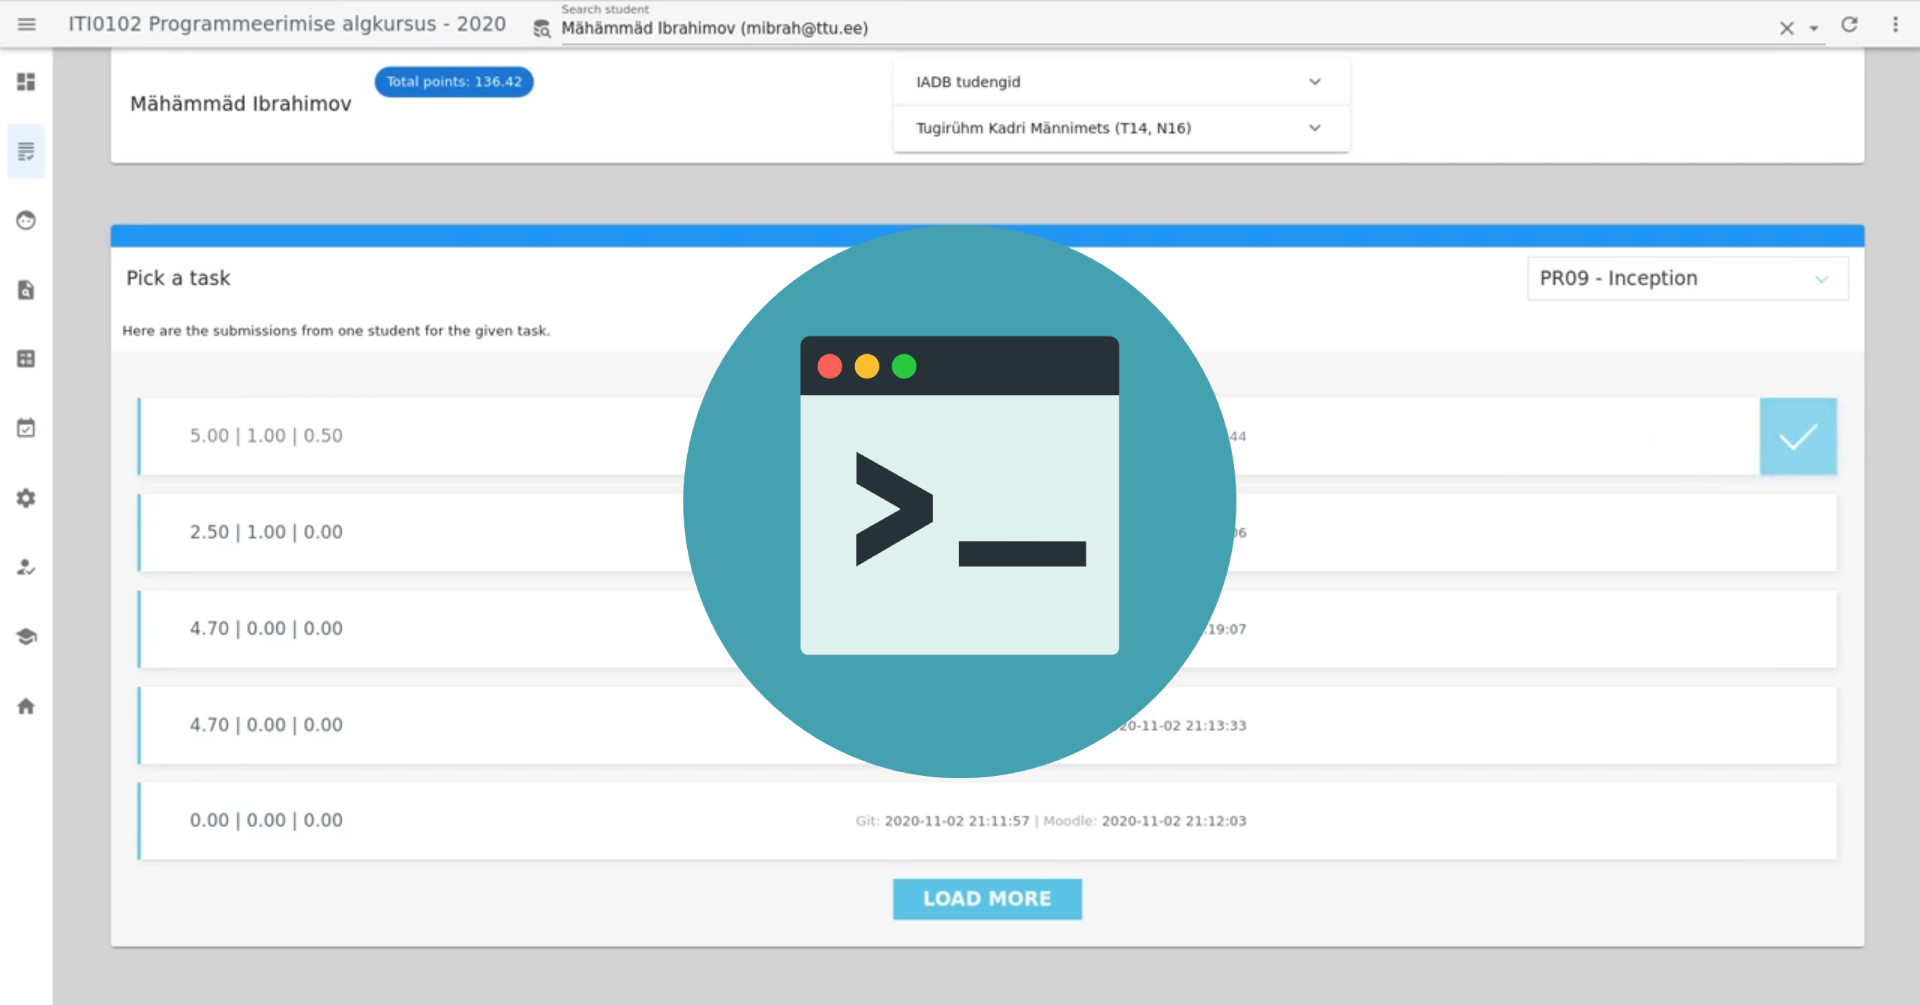 ITI0102 Programmeerimise algkursus - 2020
Search student
Mähämmäd Ibrahimov (mibrah@ttu.ee)
Mähämmäd Ibrahimov
Total points: 136.42
IADB tudengid
Tugirühm Kadri Männimets (T14, N16)
Pick a task
PR09 - Inception
Here are the submissions from one student for the given task.
5.00 | 1.00 | 0.50
44
2.50 | 1.00 | 0.00
4.70 | 0.00 | 0.00
:19:07
>_
4.70 | 0.00 | 0.00
20-11-02 21:13:33
0.00 | 0.00 | 0.00
Git: 2020-11-02 21:11:57 | Moodle: 2020-11-02 21:12:03
LOAD MORE